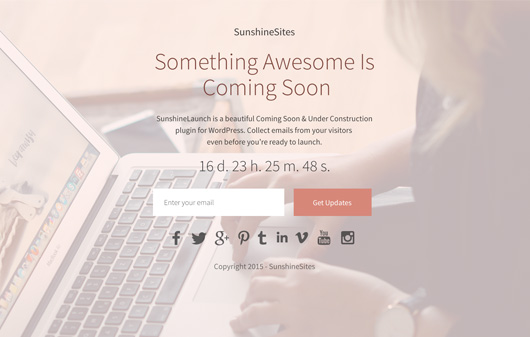 SunshineSites
Something Awesome Is
Coming Soon
SunshineLaunch is a beautiful Coming Soon & Under Construction
plugin for WordPress. Collect emails from your visitors
even before you're ready to launch.
16 d. 23 h. 25 m. 48 s.
Enter your email
Get Updates
You
Tube
Copyright 2015 - SunshineSites